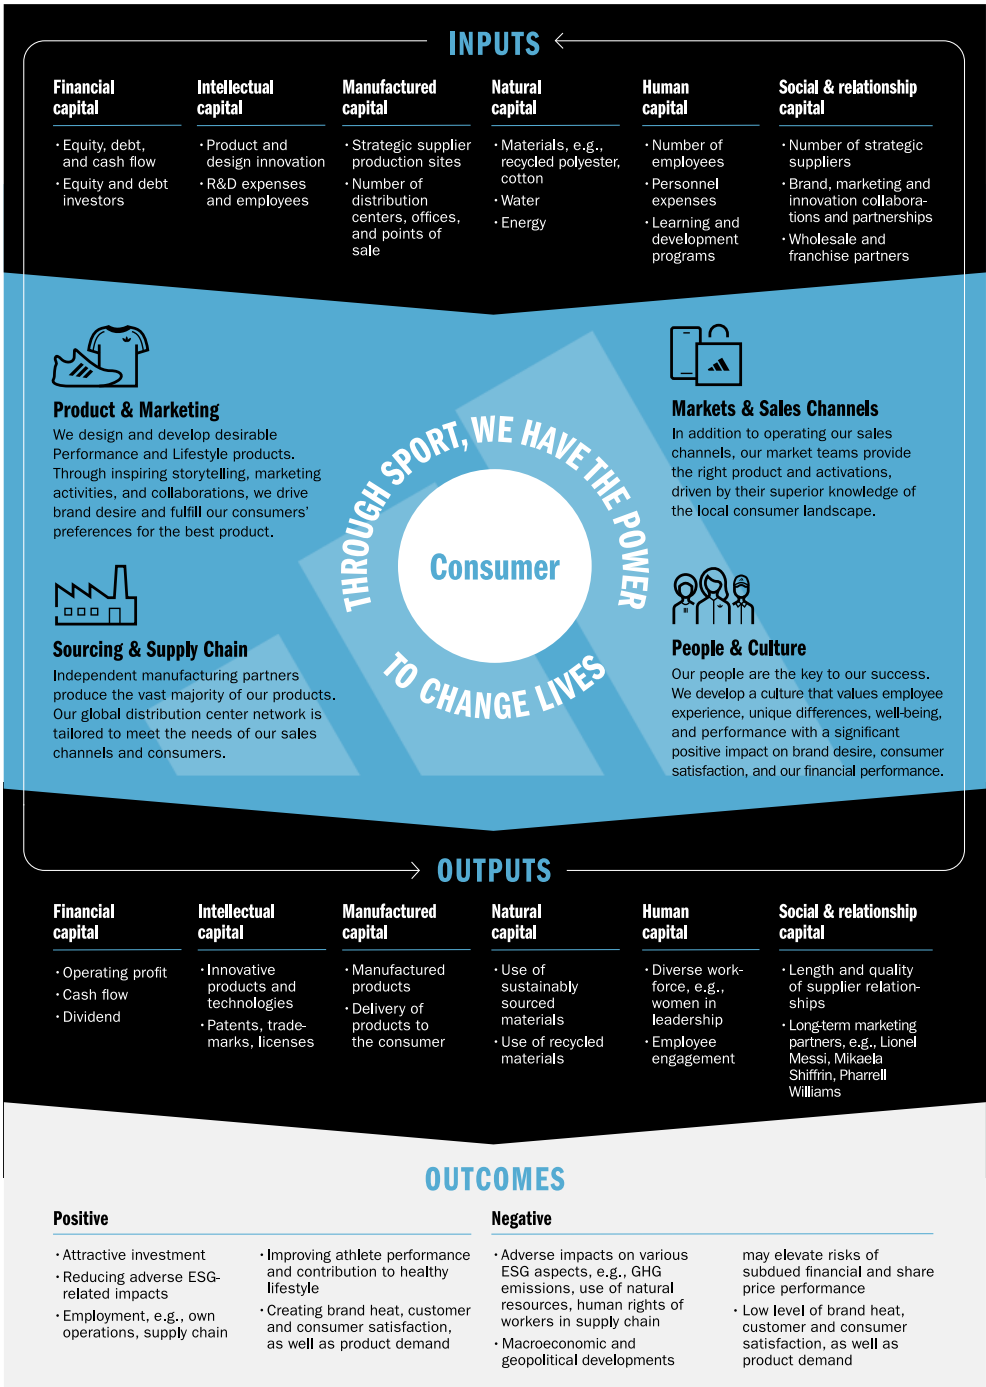 INPUTS
Financial
capital
· Equity, debt,
and cash flow
· Equity and debt
investors
Intellectual
capital
· Product and
design innovation
· R&D expenses
and employees
Manufactured
capital
· Strategic supplier
production sites
· Number of
distribution
centers, offices,
and points of
sale
Natural
capital
· Materials, e.g.,
recycled polyester,
cotton
· Water
· Energy
Human
capital
· Number of
employees
· Personnel
expenses
· Learning and
development
programs
Social & relationship
capital
· Number of strategic
suppliers
· Brand, marketing and
innovation collabora-
tions and partnerships
· Wholesale and
franchise partners
Product & Marketing
We design and develop desirable
Performance and Lifestyle products.
Through inspiring storytelling, marketing
activities, and collaborations, we drive
brand desire and fulfill our consumers'
preferences for the best product.
Sourcing & Supply Chain
Independent manufacturing partners
produce the vast majority of our products.
Our global distribution center network is
tailored to meet the needs of our sales
channels and consumers.
THROUGH SPORT, WE HAVE THE POWER
TO CHANGE LIVES
Consumer
Markets & Sales Channels
In addition to operating our sales
channels, our market teams provide
the right product and activations,
driven by their superior knowledge of
the local consumer landscape.
People & Culture
Our people are the key to our success.
We develop a culture that values employee
experience, unique differences, well-being,
and performance with a significant
positive impact on brand desire, consumer
satisfaction, and our financial performance.
OUTPUTS
Financial
capital
· Operating profit
· Cash flow
· Dividend
Intellectual
capital
· Innovative
products and
technologies
· Patents, trade-
marks, licenses
Manufactured
capital
· Manufactured
products
· Delivery of
products to
the consumer
Natural
capital
· Use of
sustainably
sourced
materials
· Use of recycled
materials
Human
capital
· Diverse work-
force, e.g.,
women in
leadership
· Employee
engagement
Social & relationship
capital
· Length and quality
of supplier relation-
ships
· Long-term marketing
partners, e.g., Lionel
Messi, Mikaela
Shiffrin, Pharrell
Williams
OUTCOMES
Positive
· Attractive investment
· Reducing adverse ESG-
related impacts
· Employment, e.g., own
operations, supply chain
· Improving athlete performance
and contribution to healthy
lifestyle
· Creating brand heat, customer
and consumer satisfaction,
as well as product demand
Negative
· Adverse impacts on various
ESG aspects, e.g., GHG
emissions, use of natural
resources, human rights of
workers in supply chain
· Macroeconomic and
geopolitical developments
may elevate risks of
subdued financial and share
price performance
· Low level of brand heat,
customer and consumer
satisfaction, as well as
product demand